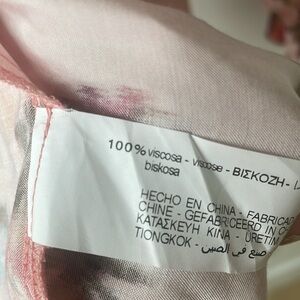 100% viscosa - viscose - ΒΙΣΚΟΖΗ -
biskosa
HECHO EN CHINA - FABRICAD
CHINE - GEFABRICEERD IN C
ΚΑΤΑΣΚΕΥΗ ΚΙΝΑ - ÜRETİM
TIONGKOK - صنع في الصين